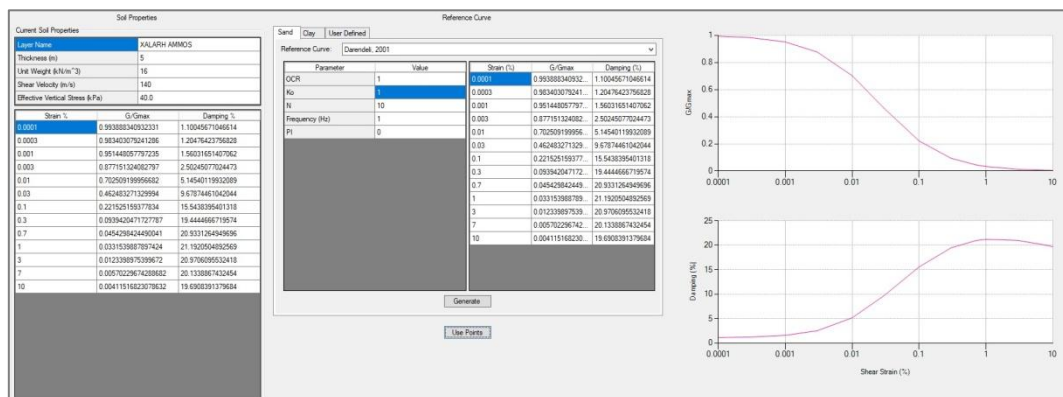 Soil Properties
Current Soil Properties
Layer Name XALARH AMMOS
Thickness (m) 5
Unit Weight (kN/m^3) 16
Shear Velocity (m/s) 140
Effective Vertical Stress (kPa) 40.0
Strain % G/Gmax Damping %
0.0001 0.993888340932331 1.10045671046614
0.0003 0.983403079241286 1.20476423756828
0.001 0.951448057797235 1.56031651407062
0.003 0.877151324082797 2.50245077024473
0.01 0.702509199956682 5.14540119932089
0.03 0.462483271329994 9.67874461042044
0.1 0.221525159377834 15.5438395401318
0.3 0.0939420471727787 19.4444666719574
0.7 0.0454298424490041 20.9331264949696
1 0.0331539887897424 21.1920504892569
3 0.0123398975399672 20.9706095532418
7 0.00570229674288682 20.1338867432454
10 0.00411516823078632 19.6908391379684
Reference Curve
Sand Clay User Defined
Reference Curve: Darendeli, 2001
Parameter Value
OCR 1
Ko 1
N 10
Frequency (Hz) 1
PI 0
Strain (%) G/Gmax Damping (%)
0.0001 0.993888340932... 1.10045671046614
0.0003 0.983403079241... 1.20476423756828
0.001 0.951448057797... 1.56031651407062
0.003 0.877151324082... 2.50245077024473
0.01 0.702509199956... 5.14540119932089
0.03 0.462483271329... 9.67874461042044
0.1 0.221525159377... 15.5438395401318
0.3 0.093942047172... 19.4444666719574
0.7 0.045429842449... 20.9331264949696
1 0.033153988789... 21.1920504892569
3 0.012339897539... 20.9706095532418
7 0.005702296742... 20.1338867432454
10 0.004115168230... 19.6908391379684
Generate
Use Points
G/Gmax
1
0.8
0.6
0.4
0.2
0
0.0001 0.001 0.01 0.1 1 10
Damping (%)
25
20
15
10
5
0
0.0001 0.001 0.01 0.1 1 10
Shear Strain (%)